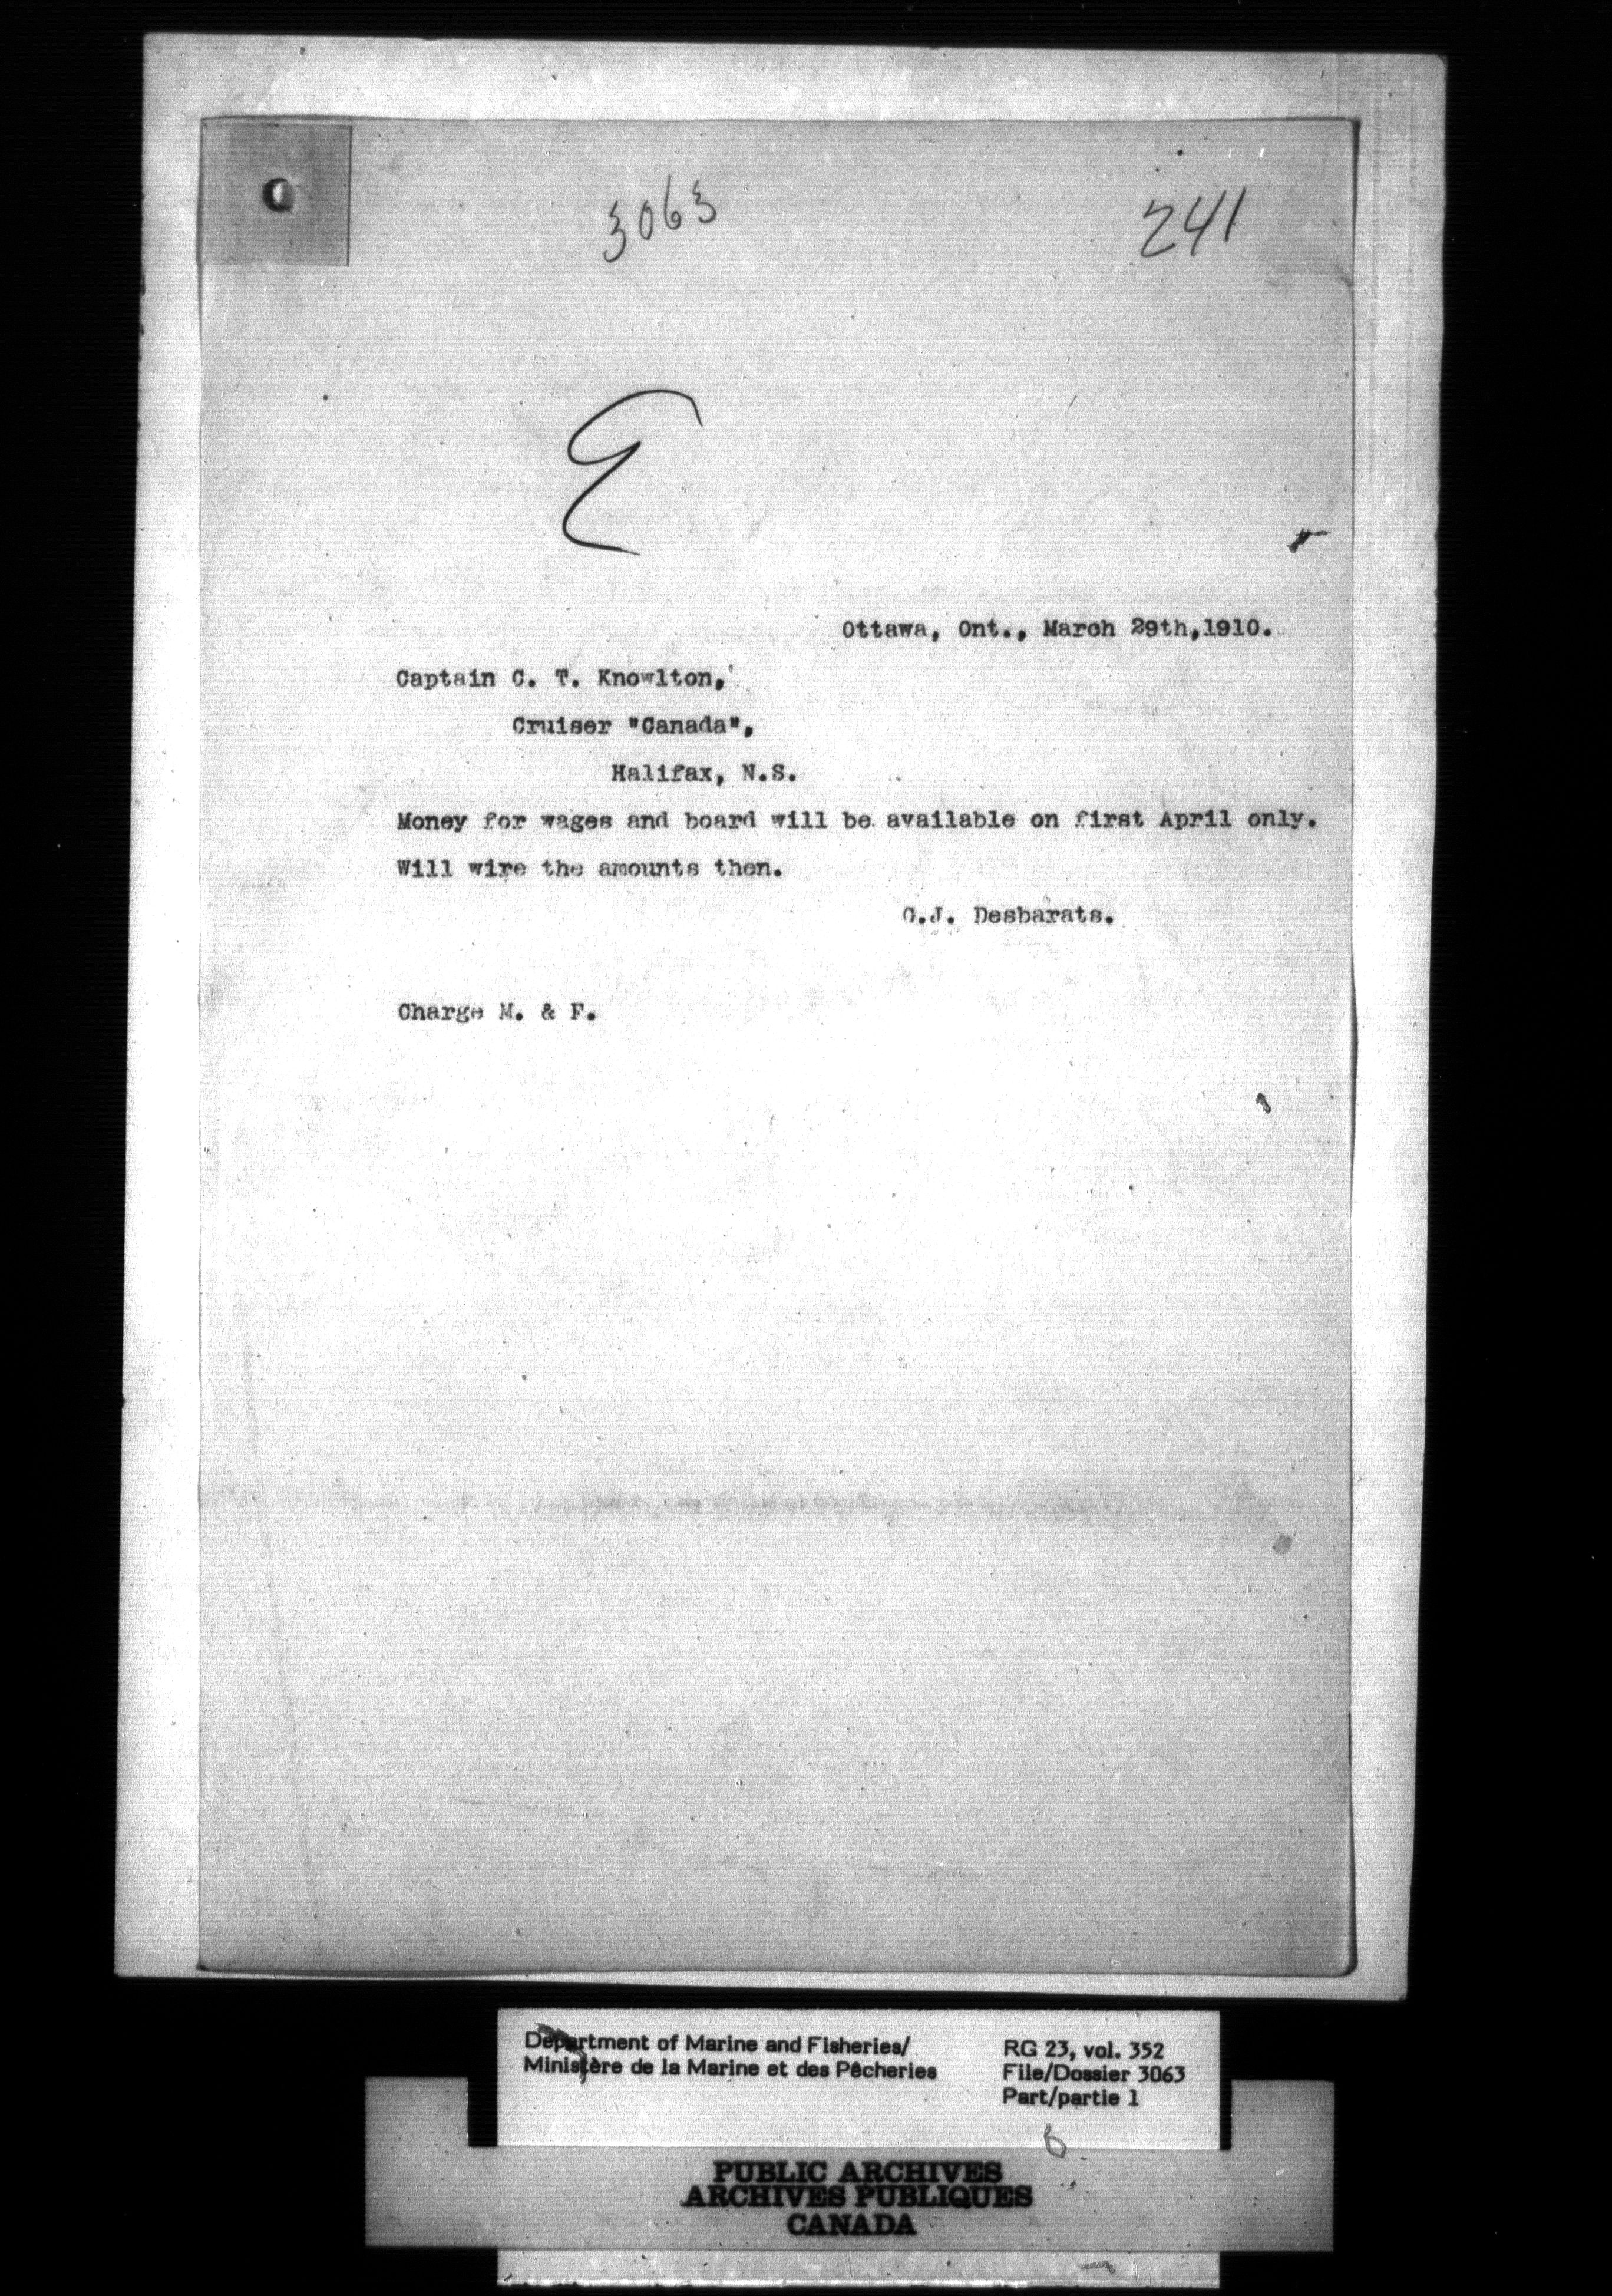 3063
241
E
Ottawa, Ont., March 29th,1910.
Captain C. T. Knowlton,
Cruiser "Canada",
Halifax, N.S.
Money for wages and board will be available on first April only.
Will wire the amounts then.
G.J. Desbarats.
Charge M. & F.
Department of Marine and Fisheries/
Ministère de la Marine et des Pêcheries
RG 23, vol. 352
File/Dossier 3063
Part/partie 1
6
PUBLIC ARCHIVES
ARCHIVES PUBLIQUES
CANADA